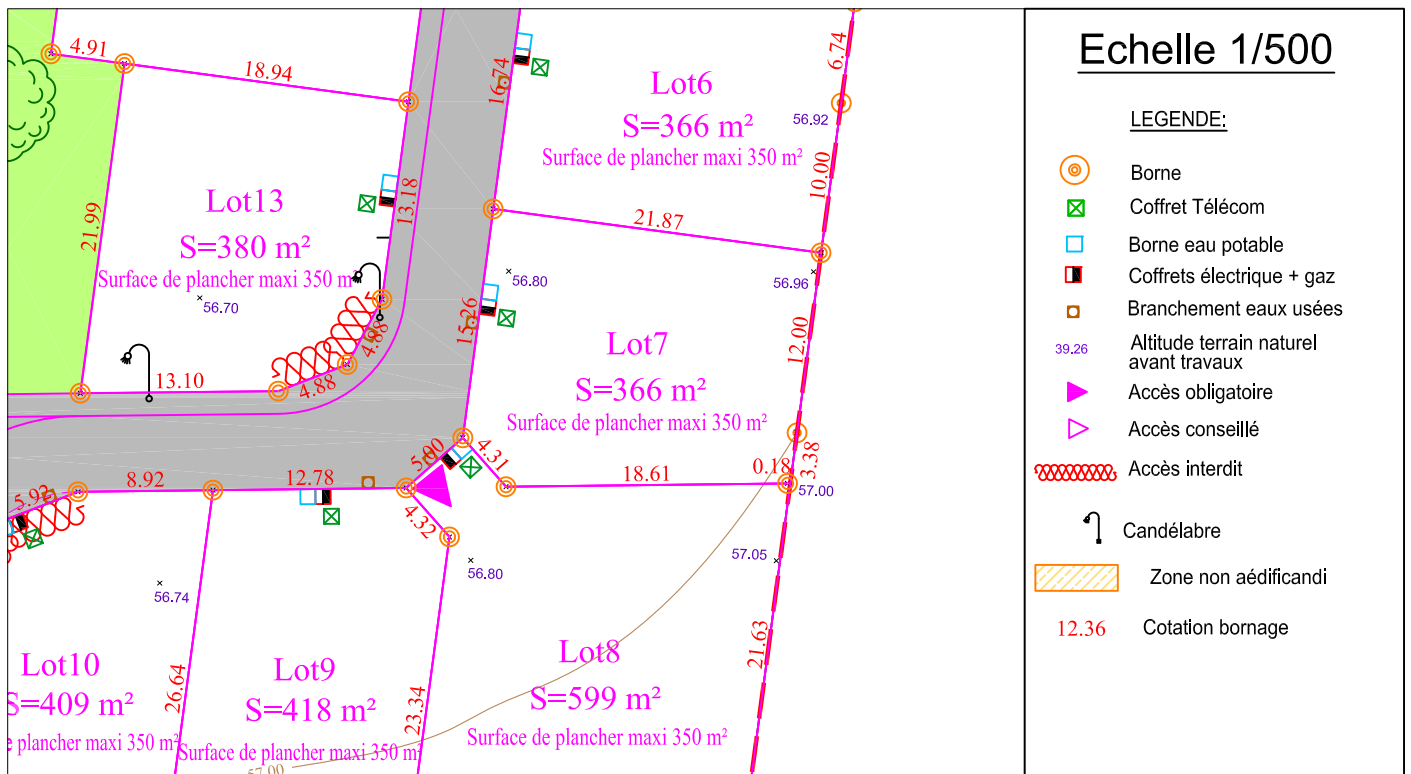 4.91
18.94
16.74
6.74
Lot6
S=366 m²
Surface de plancher maxi 350 m²
56.92
10.00
21.99
Lot13
S=380 m²
Surface de plancher maxi 350 m
56.70
13.18
21.87
56.80
56.96
15.26
12.00
Lot7
S=366 m²
Surface de plancher maxi 350 m²
4.88
4.88
13.10
5.00
4.31
18.61
0.18
3.38
57.00
5.92
8.92
12.78
4.32
56.80
57.05
56.74
21.63
Lot10
S=409 m²
plancher maxi 350 m²
26.64
Lot9
S=418 m²
Surface de plancher maxi 350 m
23.34
Lot8
S=599 m²
Surface de plancher maxi 350 m²
57.00
Echelle 1/500
LEGENDE:
Borne
Coffret Télécom
Borne eau potable
Coffrets électrique + gaz
Branchement eaux usées
39.26
Altitude terrain naturel
avant travaux
Accès obligatoire
Accès conseillé
Accès interdit
Candélabre
Zone non aédificandi
12.36
Cotation bornage